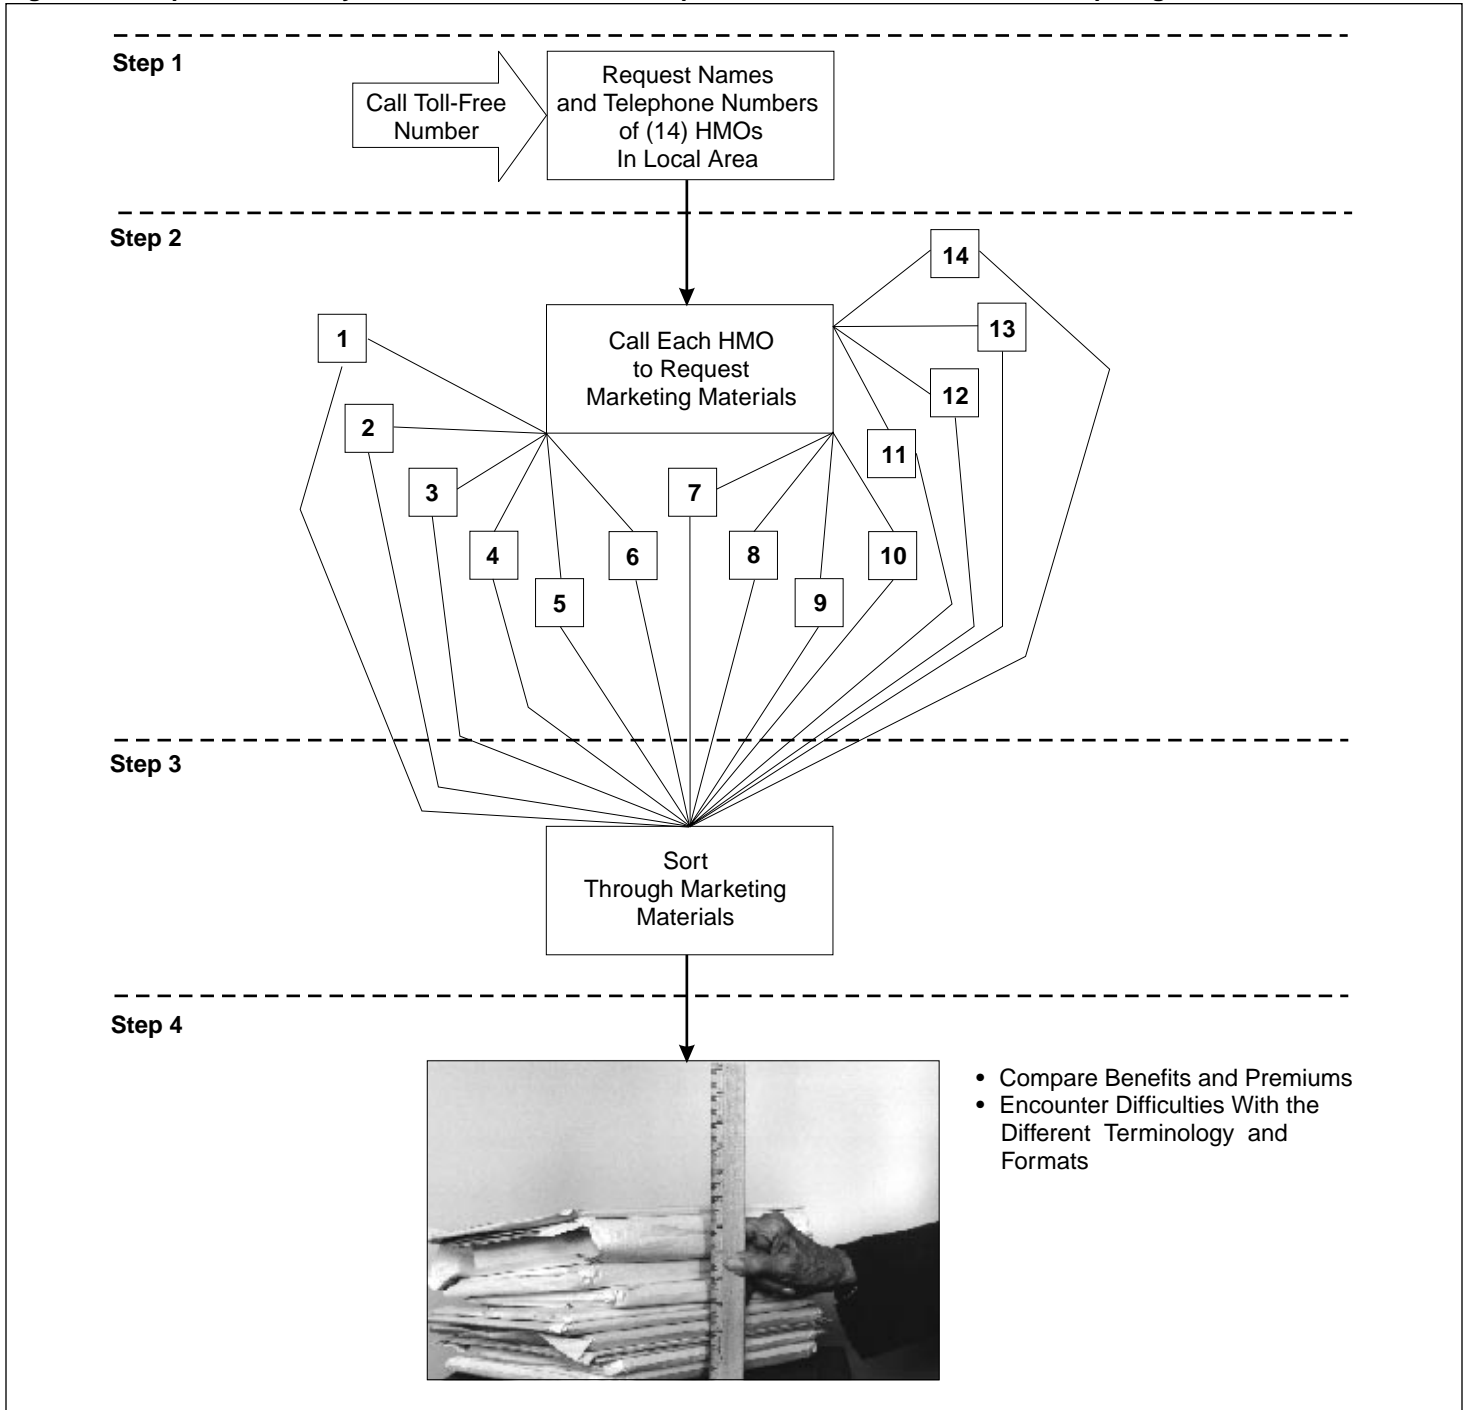 Step 1
Call Toll-Free
Number
Request Names
and Telephone Numbers
of (14) HMOs
In Local Area
Step 2
Call Each HMO
to Request
Marketing Materials
1
2
3
4
5
6
7
8
9
10
11
12
13
14
Step 3
Sort
Through Marketing
Materials
Step 4
• Compare Benefits and Premiums
• Encounter Difficulties With the
Different Terminology and
Formats